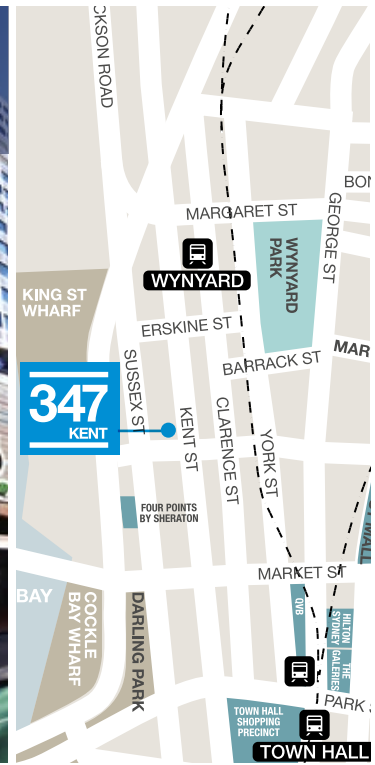 CKSON ROAD
BON
MARGARET ST
GEORGE ST
WYNYARD
PARK
WYNYARD
KING ST
WHARF
ERSKINE ST
MAR
BARRACK ST
SUSSEX ST
347
KENT
KENT ST
CLARENCE ST
YORK ST
FOUR POINTS
BY SHERATON
MALL
MARKET ST
BAY
COCKLE
BAY WHARF
DARLING PARK
QVB
HILTON
SYDNEY
THE
GALERIES
PARK S
TOWN HALL
SHOPPING
PRECINCT
TOWN HALL